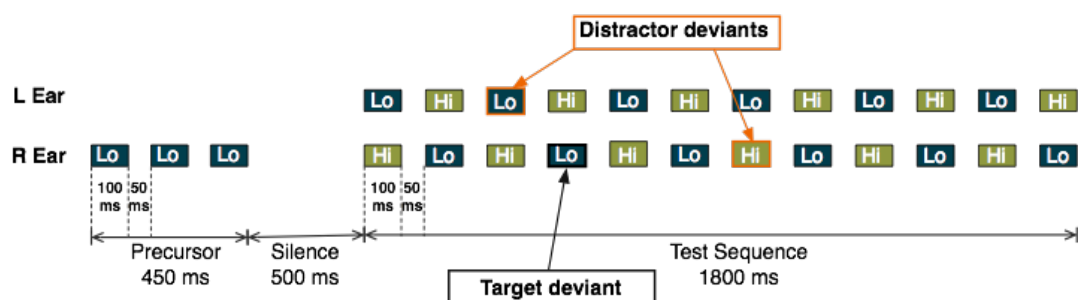 Distractor deviants
L Ear Lo Hi Lo Hi Lo Hi Lo Hi Lo Hi Lo Hi
R Ear Lo Lo Lo Hi Lo Hi Lo Hi Lo Hi Lo Hi Lo Hi Lo
100 ms 50 ms 100 ms 50 ms
Precursor Silence Test Sequence
450 ms 500 ms 1800 ms
Target deviant